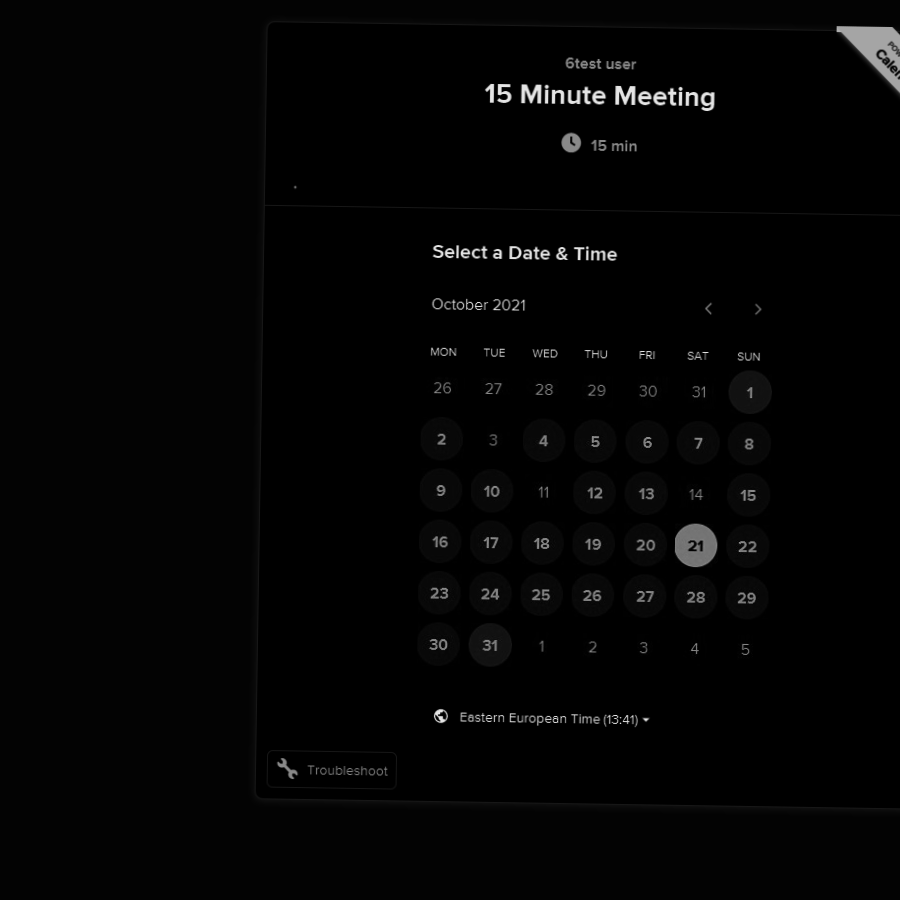 6test user
15 Minute Meeting
15 min
Select a Date & Time
October 2021
MON TUE WED THU FRI SAT SUN
26 27 28 29 30 31 1
2 3 4 5 6 7 8
9 10 11 12 13 14 15
16 17 18 19 20 21 22
23 24 25 26 27 28 29
30 31 1 2 3 4 5
Eastern European Time (13:41)
Troubleshoot